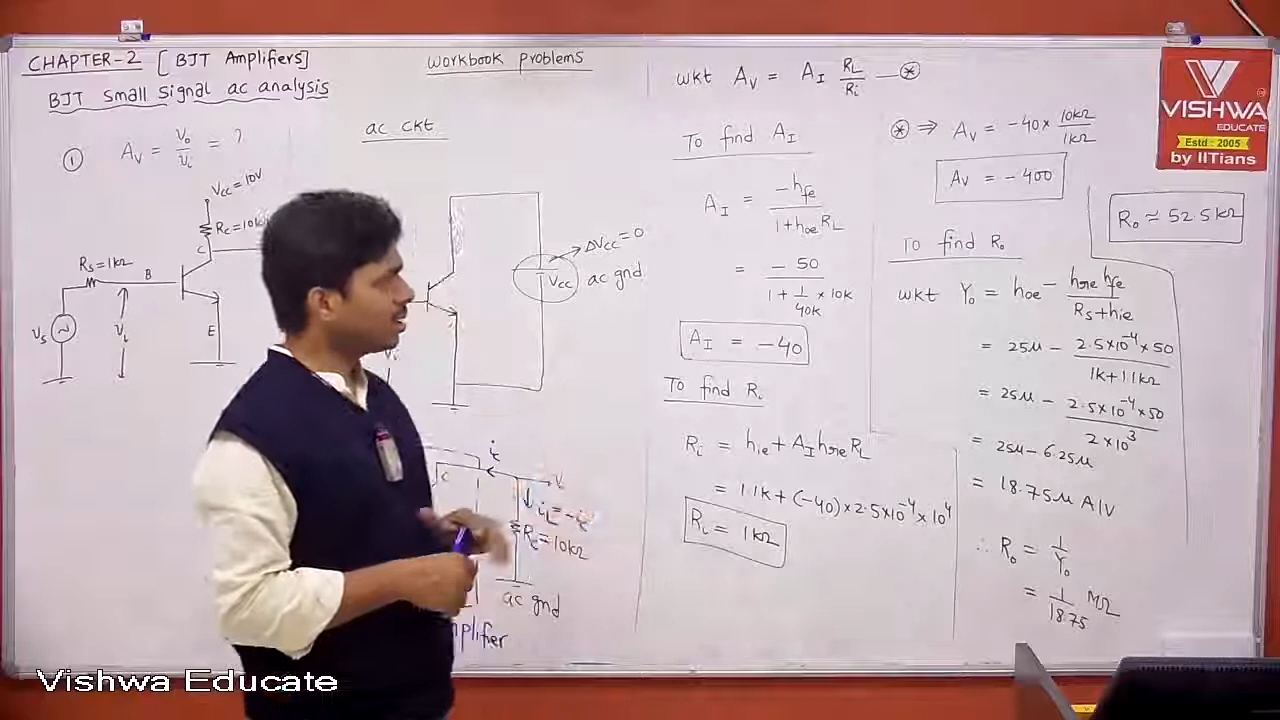 CHAPTER-2 [BJT Amplifiers]
BJT small signal ac analysis
workbook problems
① Av = Vo/Vi = ?
Vcc = 10V
Rc = 10k
C
Rs = 1kΩ
B
Vs
Vi
E
ac ckt
ΔVcc = 0
Vcc
ac gnd
ic
C
iL = -ic
Rc = 10kΩ
ac gnd
wkt Av = AI RL/Ri — ⊛
To find AI
AI = -hfe/1+hoeRL
= -50/1+1/40k×10k
AI = -40
To find Ri
Ri = hie + AI hre RL
= 1.1k + (-40) × 2.5×10⁻⁴ × 10⁴
Ri = 1kΩ
⊛ ⇒ Av = -40 × 10kΩ/1kΩ
Av = -400
To find Ro
wkt Yo = hoe - hre hfe/Rs+hie
= 25µ - 2.5×10⁻⁴×50/1k+1.1kΩ
= 25µ - 2.5×10⁻⁴×50/2×10³
= 25µ - 6.25µ
= 18.75µ A/V
∴ Ro = 1/Yo
= 1/18.75 MΩ
Ro ≈ 52.5kΩ
VISHWA
EDUCATE
Estd : 2005
by IITians
Vishwa Educate